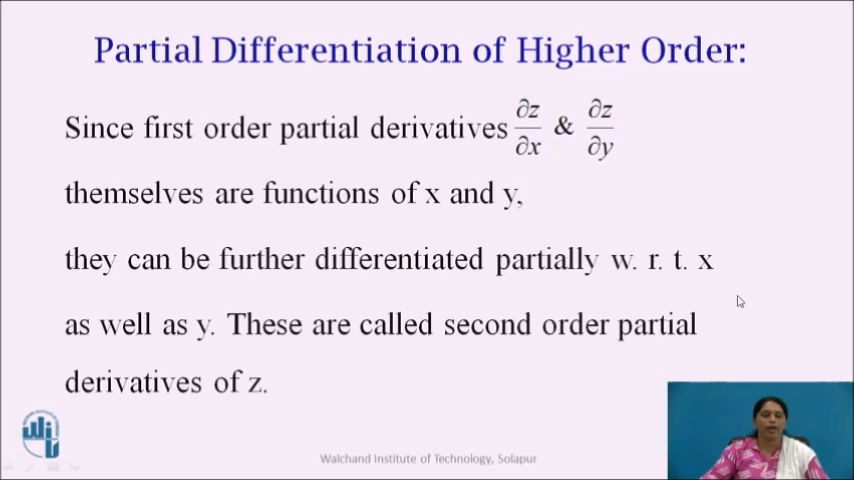 Partial Differentiation of Higher Order:
Since first order partial derivatives ∂z/∂x & ∂z/∂y
themselves are functions of x and y,
they can be further differentiated partially w. r. t. x
as well as y. These are called second order partial
derivatives of z.
Walchand Institute of Technology, Solapur